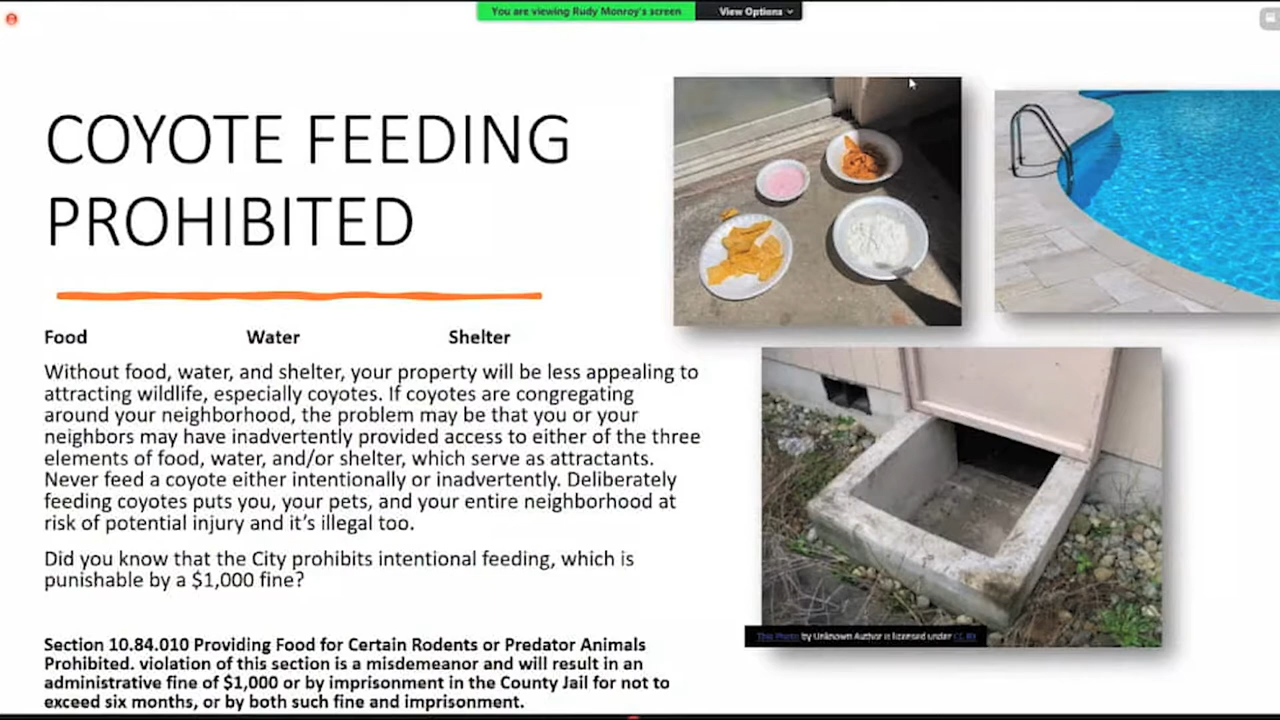 You are viewing Rudy Monroy's screen
View Options
COYOTE FEEDING
PROHIBITED
Food
Water
Shelter
Without food, water, and shelter, your property will be less appealing to
attracting wildlife, especially coyotes. If coyotes are congregating
around your neighborhood, the problem may be that you or your
neighbors may have inadvertently provided access to either of the three
elements of food, water, and/or shelter, which serve as attractants.
Never feed a coyote either intentionally or inadvertently. Deliberately
feeding coyotes puts you, your pets, and your entire neighborhood at
risk of potential injury and it's illegal too.
Did you know that the City prohibits intentional feeding, which is
punishable by a $1,000 fine?
Section 10.84.010 Providing Food for Certain Rodents or Predator Animals
Prohibited. violation of this section is a misdemeanor and will result in an
administrative fine of $1,000 or by imprisonment in the County Jail for not to
exceed six months, or by both such fine and imprisonment.
This Photo by Unknown Author is licensed under CC